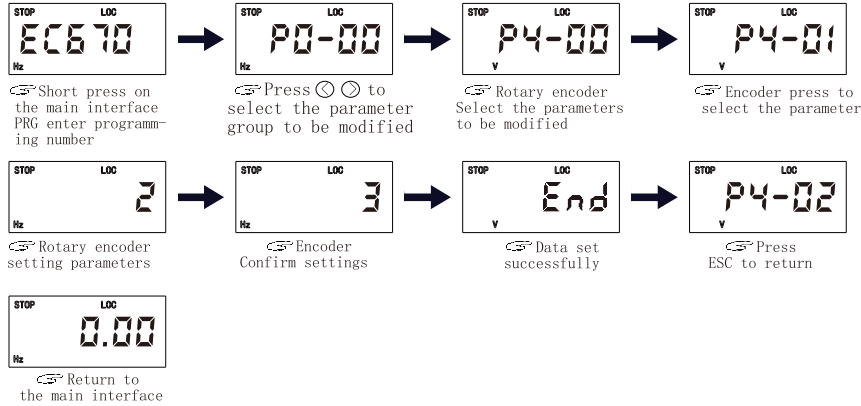 STOP LOC
EC670
Hz
Short press on
the main interface
PRG enter programm-
ing number
STOP LOC
P0-00
Hz
Press < > to
select the parameter
group to be modified
STOP LOC
P4-00
V
Rotary encoder
Select the parameters
to be modified
STOP LOC
P4-01
V
Encoder press to
select the parameter
STOP LOC
2
Hz
Rotary encoder
setting parameters
STOP LOC
3
Hz
Encoder
Confirm settings
STOP LOC
End
V
Data set
successfully
STOP LOC
P4-02
V
Press
ESC to return
STOP LOC
0.00
Hz
Return to
the main interface